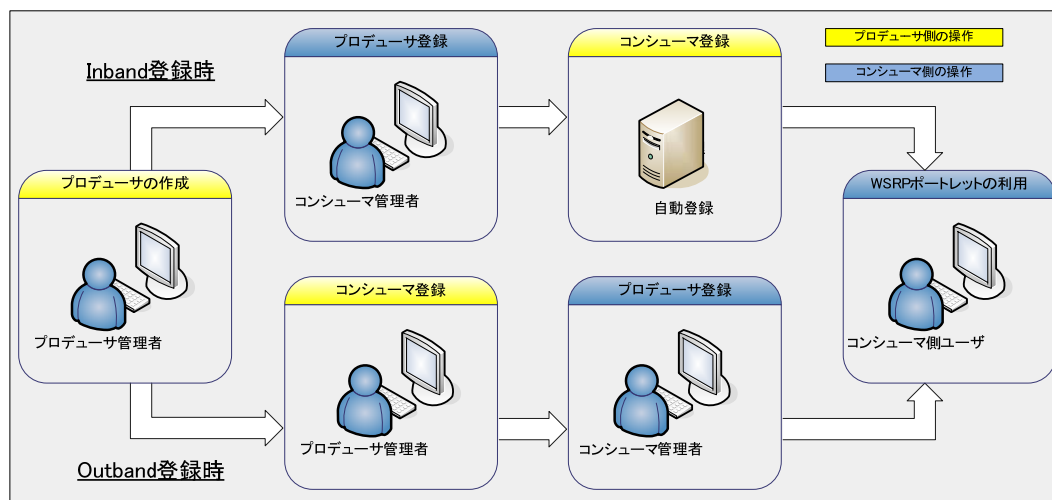 プロデューサ側の操作
コンシューマ側の操作
Inband登録時
プロデューサ登録
コンシューマ管理者
コンシューマ登録
自動登録
プロデューサの作成
プロデューサ管理者
WSRPポートレットの利用
コンシューマ側ユーザ
コンシューマ登録
プロデューサ管理者
プロデューサ登録
コンシューマ管理者
Outband登録時